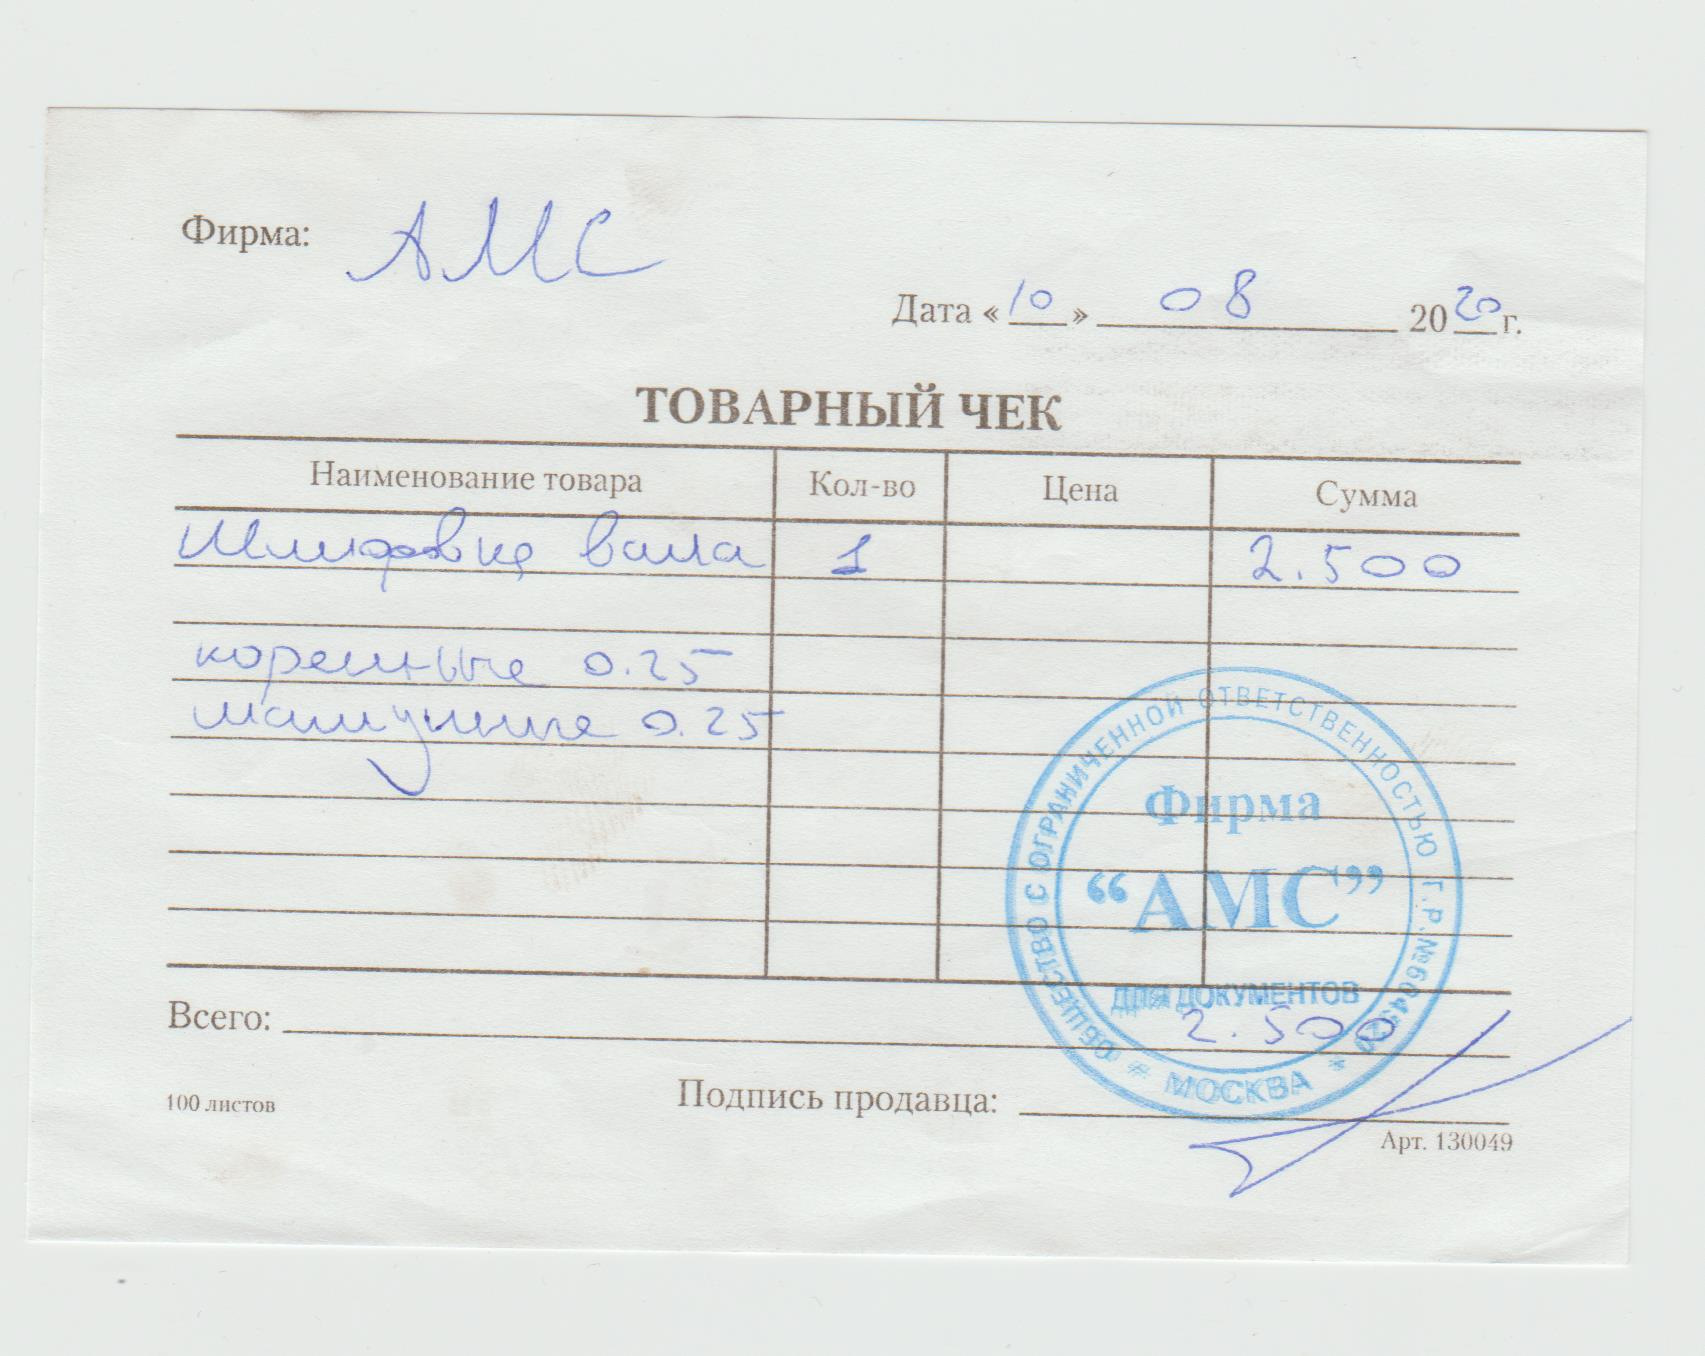 Фирма: АМС
Дата «10» 08 2020 г.
ТОВАРНЫЙ ЧЕК
Наименование товара Кол-во Цена Сумма
Шлифовка вала 1 2.500
коренные 0.25
шатунные 0.25
ОБЩЕСТВО С ОГРАНИЧЕННОЙ ОТВЕТСТВЕННОСТЬЮ Г.Р.№
Фирма
“АМС”
ДЛЯ ДОКУМЕНТОВ
* МОСКВА *
Всего: 2.500
100 листов Подпись продавца:
Арт. 130049